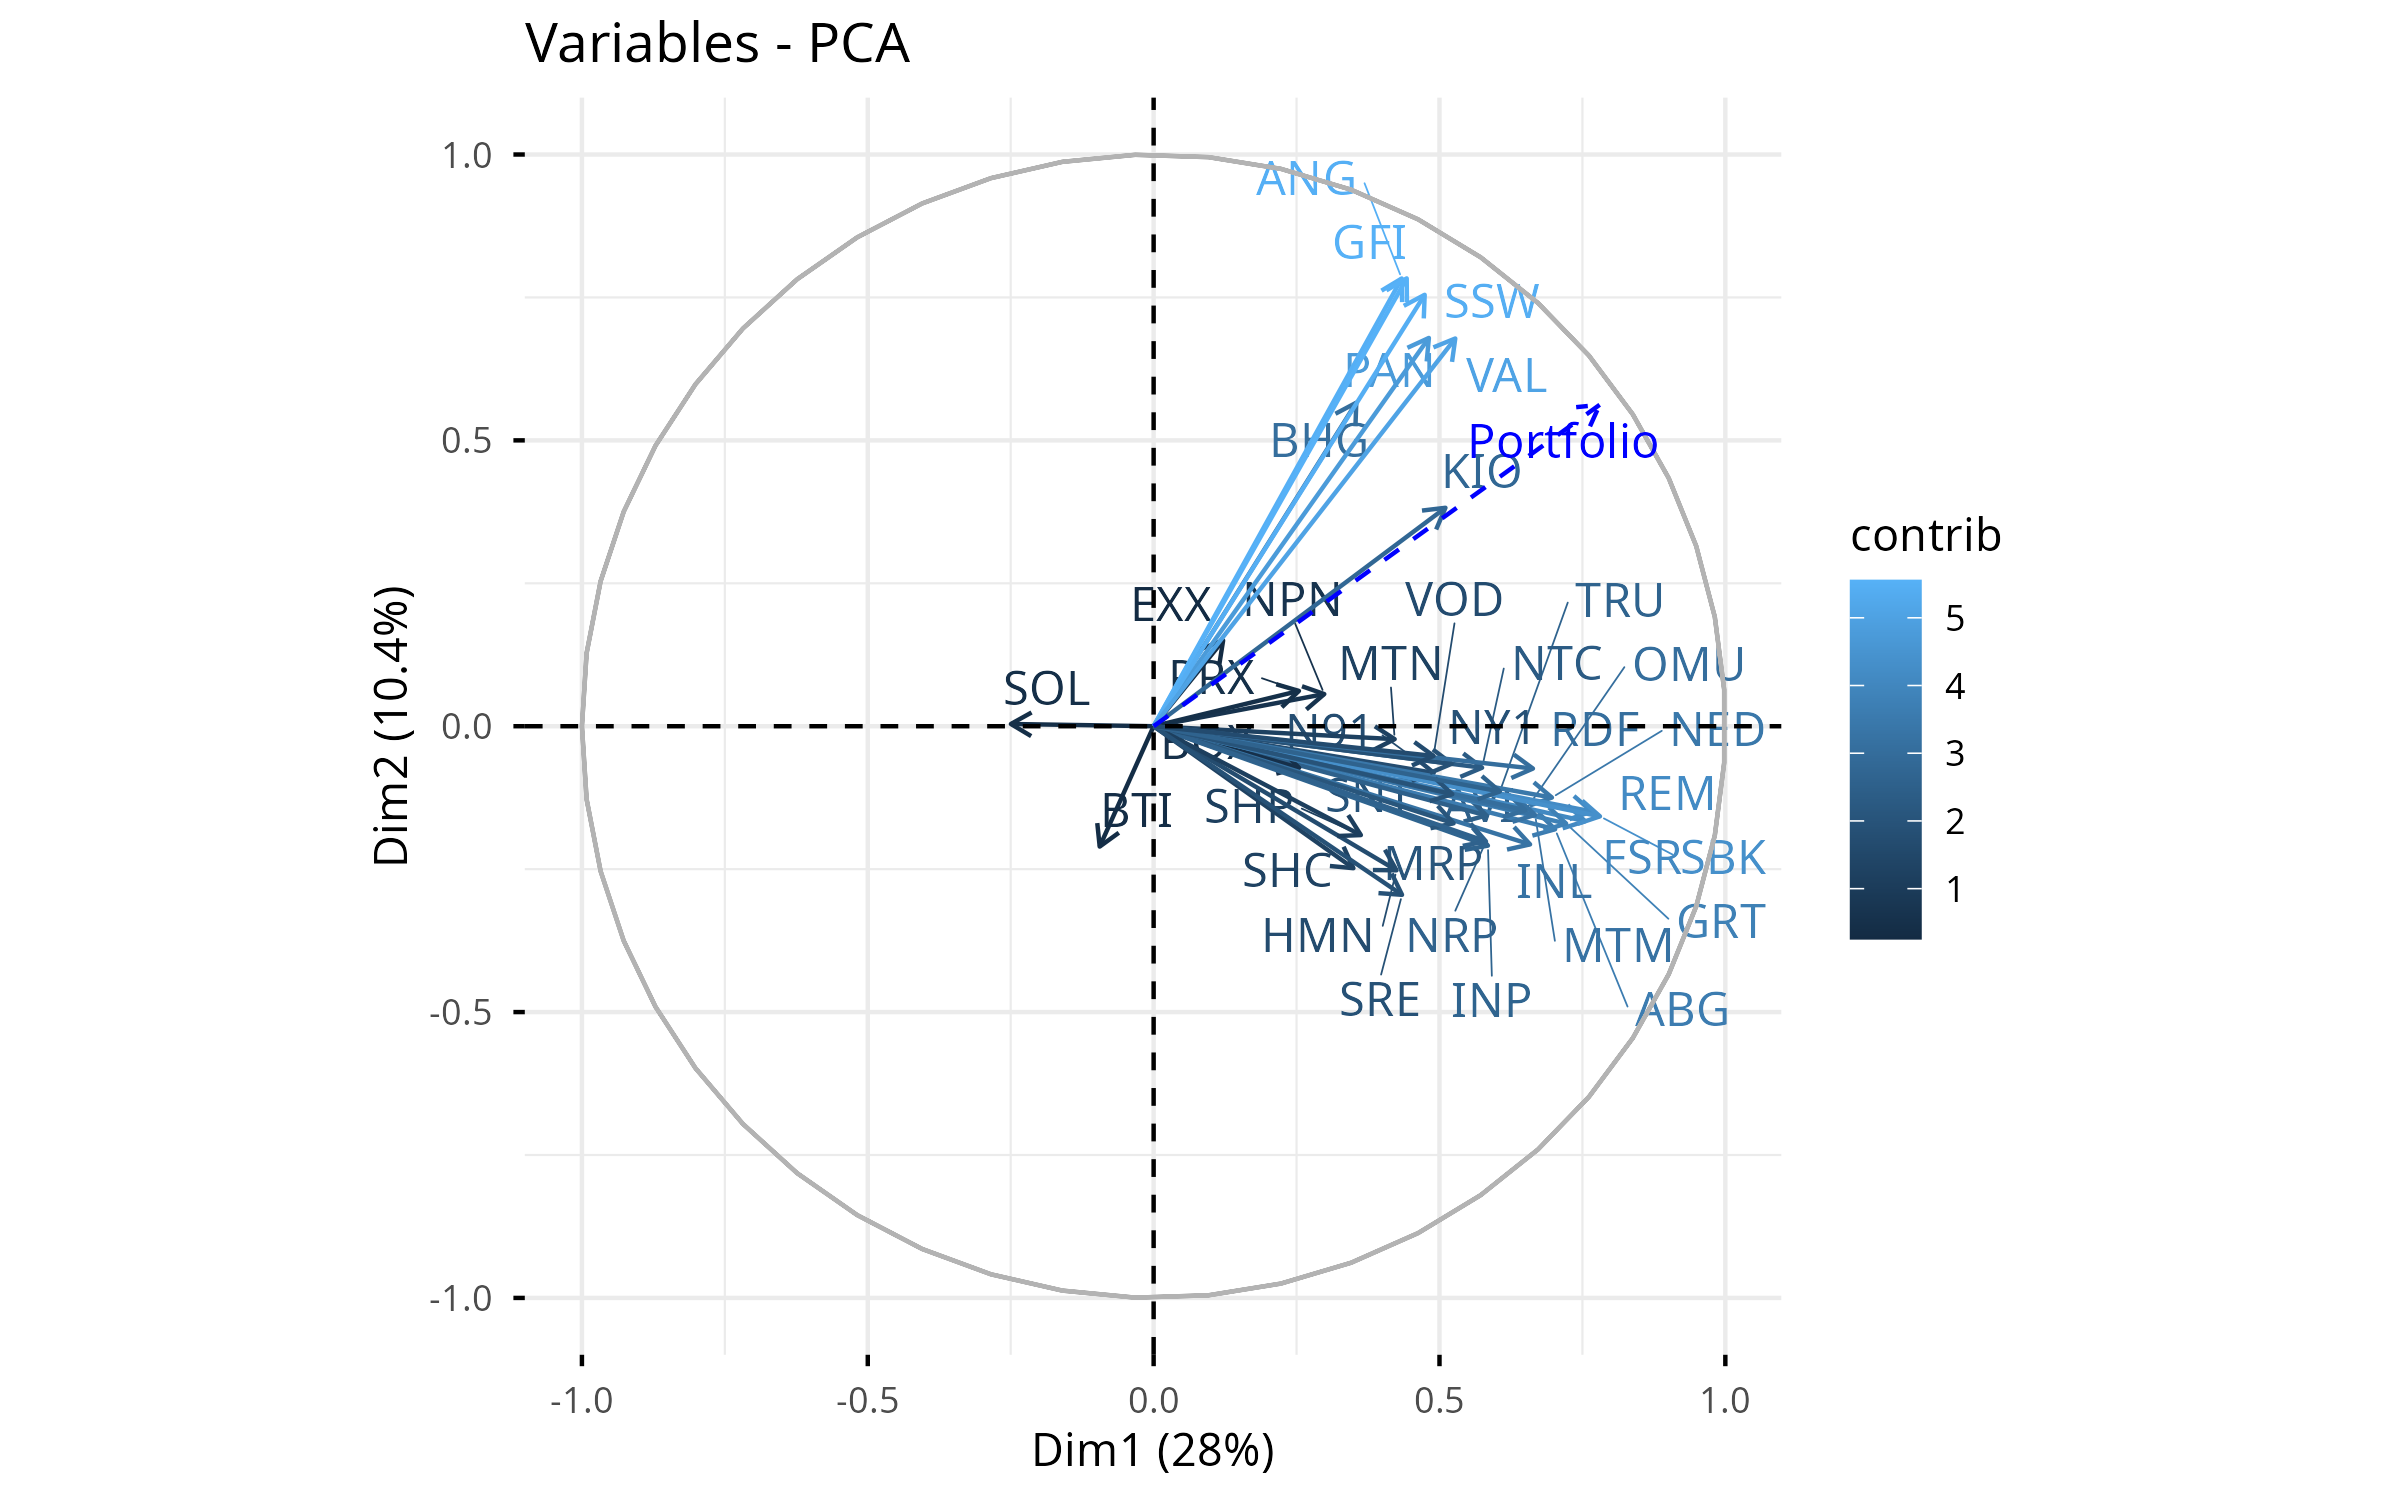 Variables - PCA
1.0
0.5
0.0
-0.5
-1.0
Dim2 (10.4%)
ANG
GFI
SSW
PAN
VAL
BHG
Portfolio
KIO
EXX
NPN
VOD
TRU
PRX
MTN
NTC
OMU
SOL
N91
NY1
RDF
NED
BTI
SHP
REM
SHC
MRP
INL
FSR
SBK
HMN
NRP
MTM
GRT
SRE
INP
ABG
-1.0
-0.5
0.0
0.5
1.0
Dim1 (28%)
contrib
5
4
3
2
1